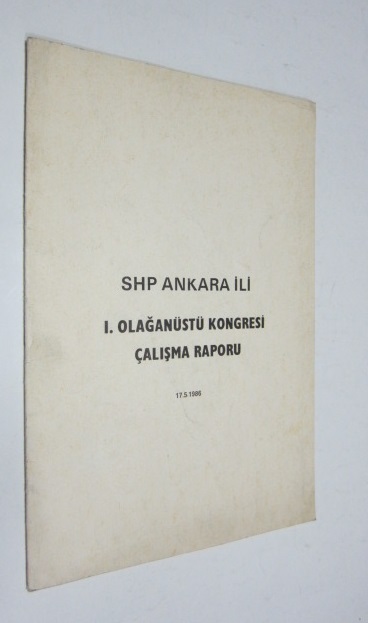 SHP ANKARA İLİ
I. OLAĞANÜSTÜ KONGRESİ
ÇALIŞMA RAPORU
17.5.1986